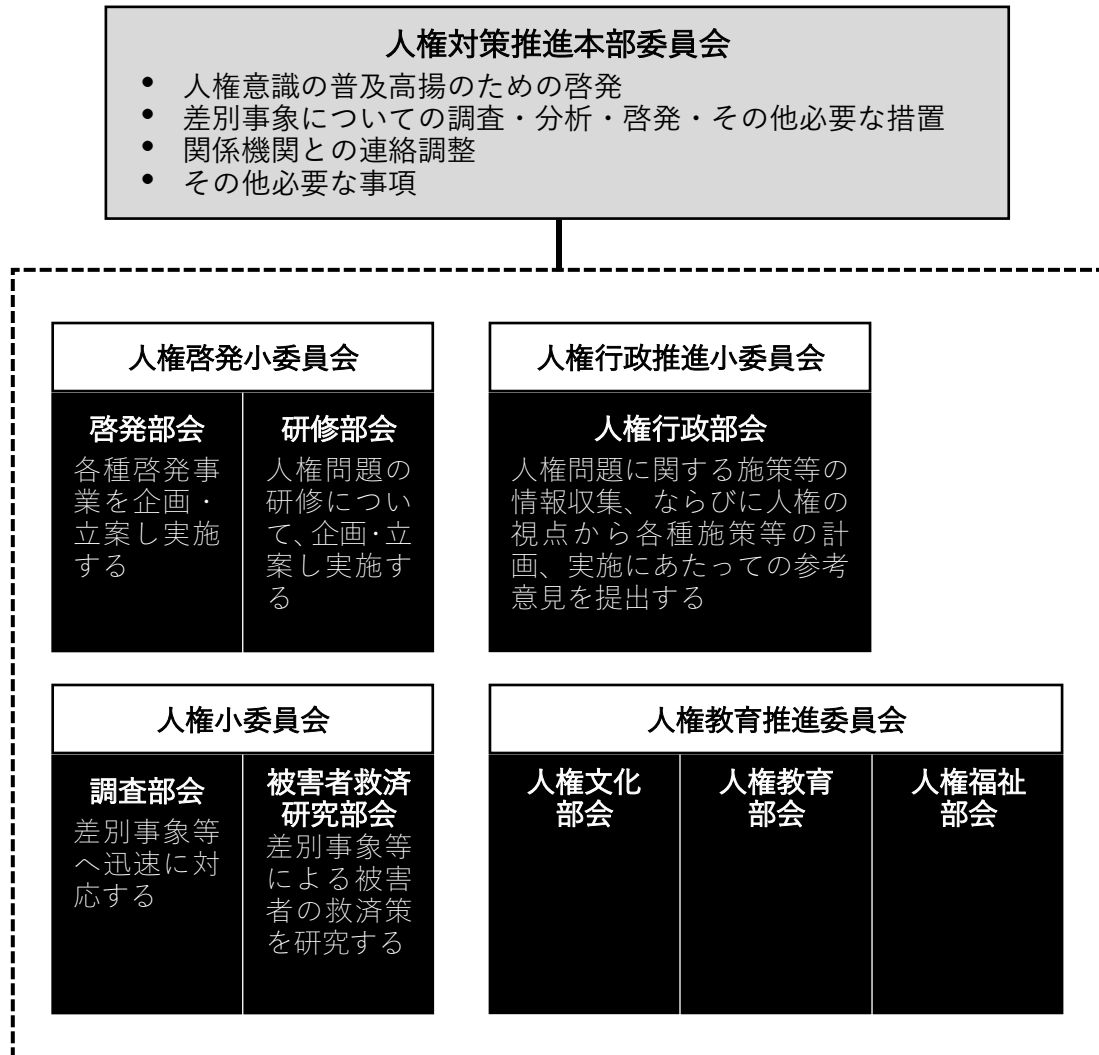 人権対策推進本部委員会
• 人権意識の普及高揚のための啓発
• 差別事象についての調査・分析・啓発・その他必要な措置
• 関係機関との連絡調整
• その他必要な事項
人権啓発小委員会
啓発部会
各種啓発事
業を企画・
立案し実施
する
研修部会
人権問題の
研修につい
て、企画・立
案し実施す
る
人権行政推進小委員会
人権行政部会
人権問題に関する施策等の
情報収集、ならびに人権の
視点から各種施策等の計
画、実施にあたっての参考
意見を提出する
人権小委員会
調査部会
差別事象等
へ迅速に対
応する
被害者救済
研究部会
差別事象等
による被害
者の救済策
を研究する
人権教育推進委員会
人権文化
部会
人権教育
部会
人権福祉
部会